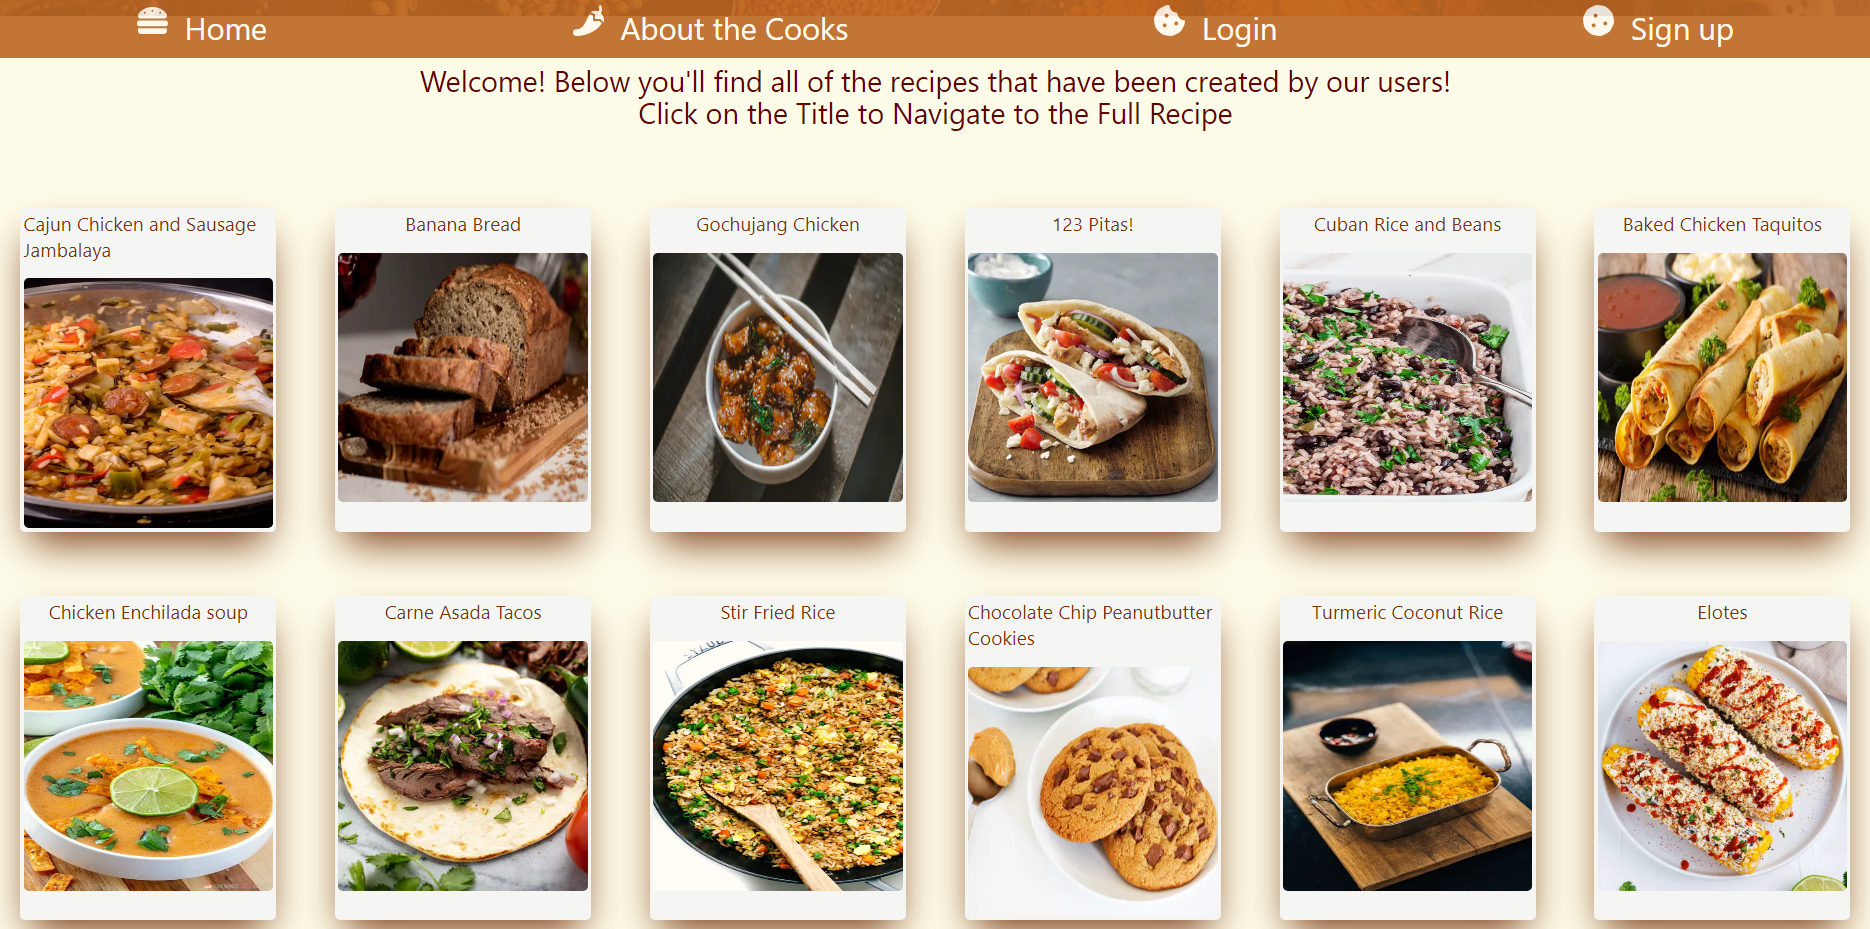 Home
About the Cooks
Login
Sign up
Welcome! Below you'll find all of the recipes that have been created by our users!
Click on the Title to Navigate to the Full Recipe
Cajun Chicken and Sausage
Jambalaya
Banana Bread
Gochujang Chicken
123 Pitas!
Cuban Rice and Beans
Baked Chicken Taquitos
Chicken Enchilada soup
Carne Asada Tacos
Stir Fried Rice
Chocolate Chip Peanutbutter
Cookies
Turmeric Coconut Rice
Elotes